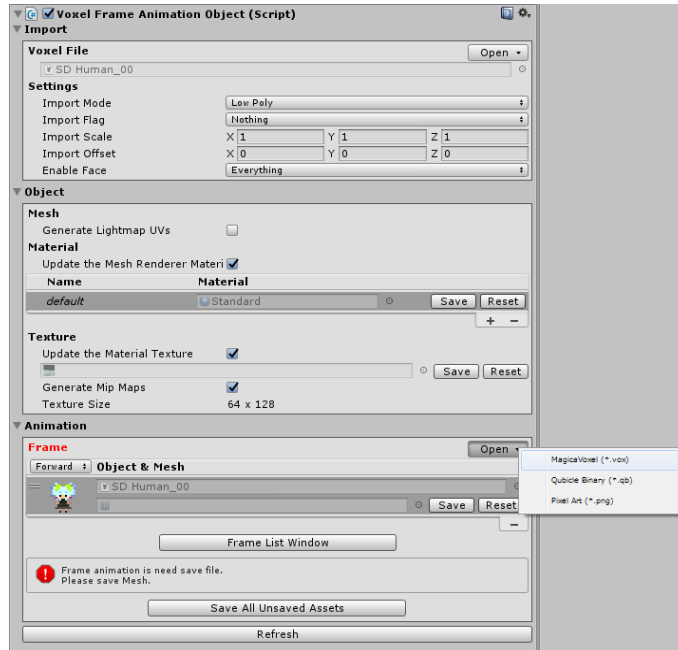 Voxel Frame Animation Object (Script)
Import
Voxel File
Open
SD Human_00
Settings
Import Mode Low Poly
Import Flag Nothing
Import Scale X 1 Y 1 Z 1
Import Offset X 0 Y 0 Z 0
Enable Face Everything
Object
Mesh
Generate Lightmap UVs
Material
Update the Mesh Renderer Materi
Name Material
default Standard Save Reset
+ −
Texture
Update the Material Texture
Save Reset
Generate Mip Maps
Texture Size 64 x 128
Animation
Frame Open
MagicaVoxel (*.vox)
Qubicle Binary (*.qb)
Pixel Art (*.png)
Forward Object & Mesh
SD Human_00
Save Reset
−
Frame List Window
Frame animation is need save file.
Please save Mesh.
Save All Unsaved Assets
Refresh